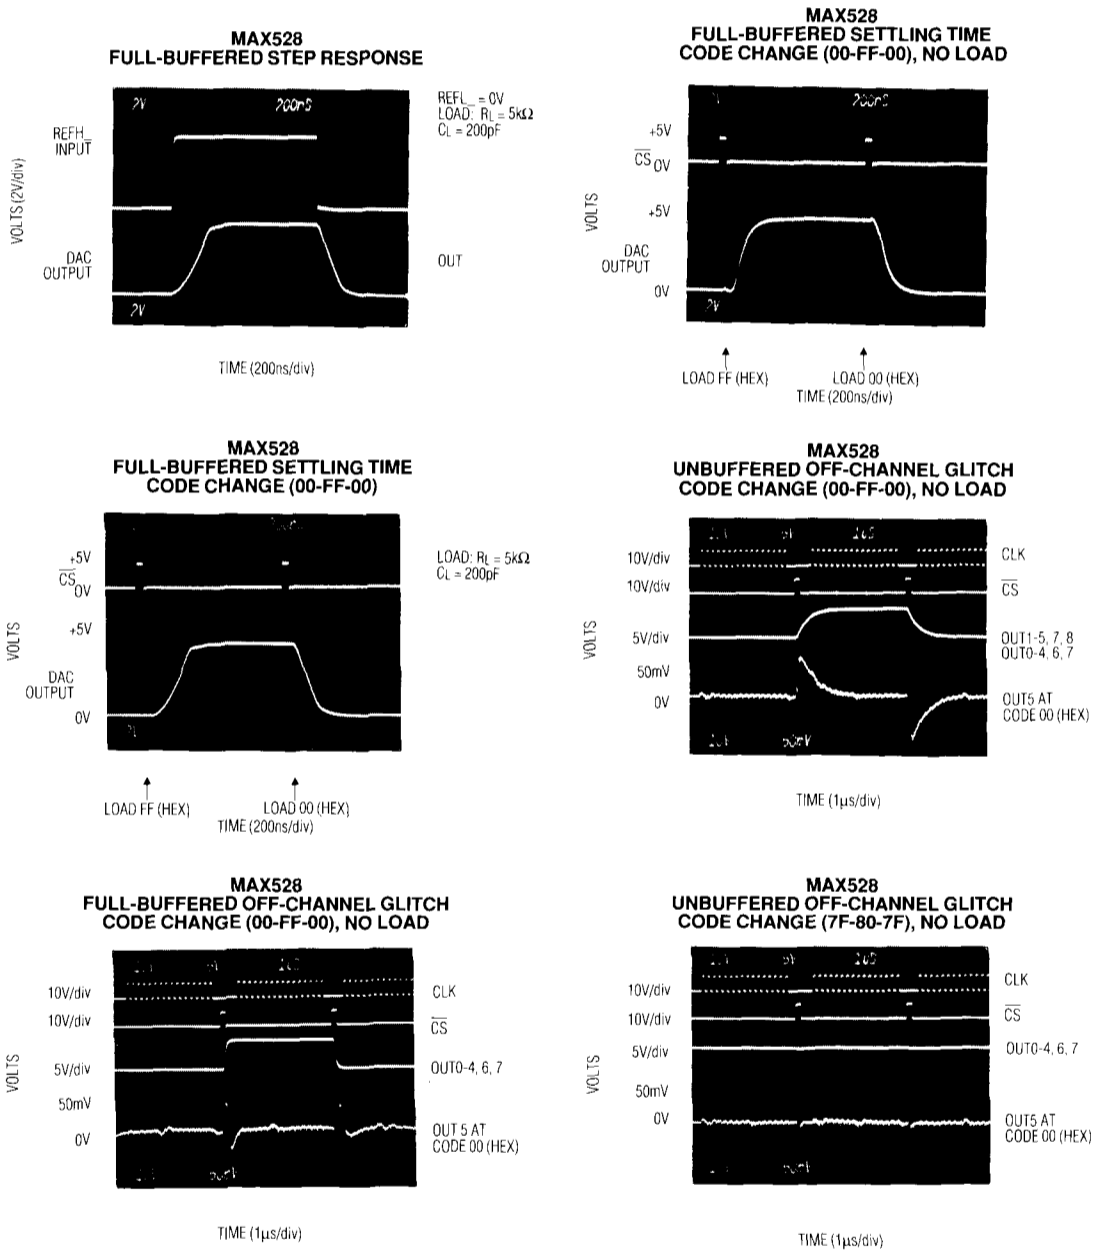 MAX528
FULL-BUFFERED STEP RESPONSE
2V
200nS
REFH_
INPUT
VOLTS (2V/div)
DAC
OUTPUT
2V
REFL_ = 0V
LOAD: RL = 5kΩ
CL = 200pF
OUT
TIME (200ns/div)
MAX528
FULL-BUFFERED SETTLING TIME
CODE CHANGE (00-FF-00), NO LOAD
200nS
+5V
CS
0V
VOLTS
+5V
DAC
OUTPUT
0V
2V
LOAD FF (HEX)
LOAD 00 (HEX)
TIME (200ns/div)
MAX528
FULL-BUFFERED SETTLING TIME
CODE CHANGE (00-FF-00)
+5V
CS
0V
VOLTS
+5V
DAC
OUTPUT
0V
LOAD: RL = 5kΩ
CL = 200pF
LOAD FF (HEX)
LOAD 00 (HEX)
TIME (200ns/div)
MAX528
UNBUFFERED OFF-CHANNEL GLITCH
CODE CHANGE (00-FF-00), NO LOAD
10V/div
10V/div
VOLTS
5V/div
50mV
0V
50mV
CLK
CS
OUT1-5, 7, 8
OUT0-4, 6, 7
OUT5 AT
CODE 00 (HEX)
TIME (1µs/div)
MAX528
FULL-BUFFERED OFF-CHANNEL GLITCH
CODE CHANGE (00-FF-00), NO LOAD
10V/div
10V/div
VOLTS
5V/div
50mV
0V
CLK
CS
OUT0-4, 6, 7
OUT 5 AT
CODE 00 (HEX)
TIME (1µs/div)
MAX528
UNBUFFERED OFF-CHANNEL GLITCH
CODE CHANGE (7F-80-7F), NO LOAD
10V/div
10V/div
VOLTS
5V/div
50mV
0V
CLK
CS
OUT0-4, 6, 7
OUT5 AT
CODE 00 (HEX)
TIME (1µs/div)